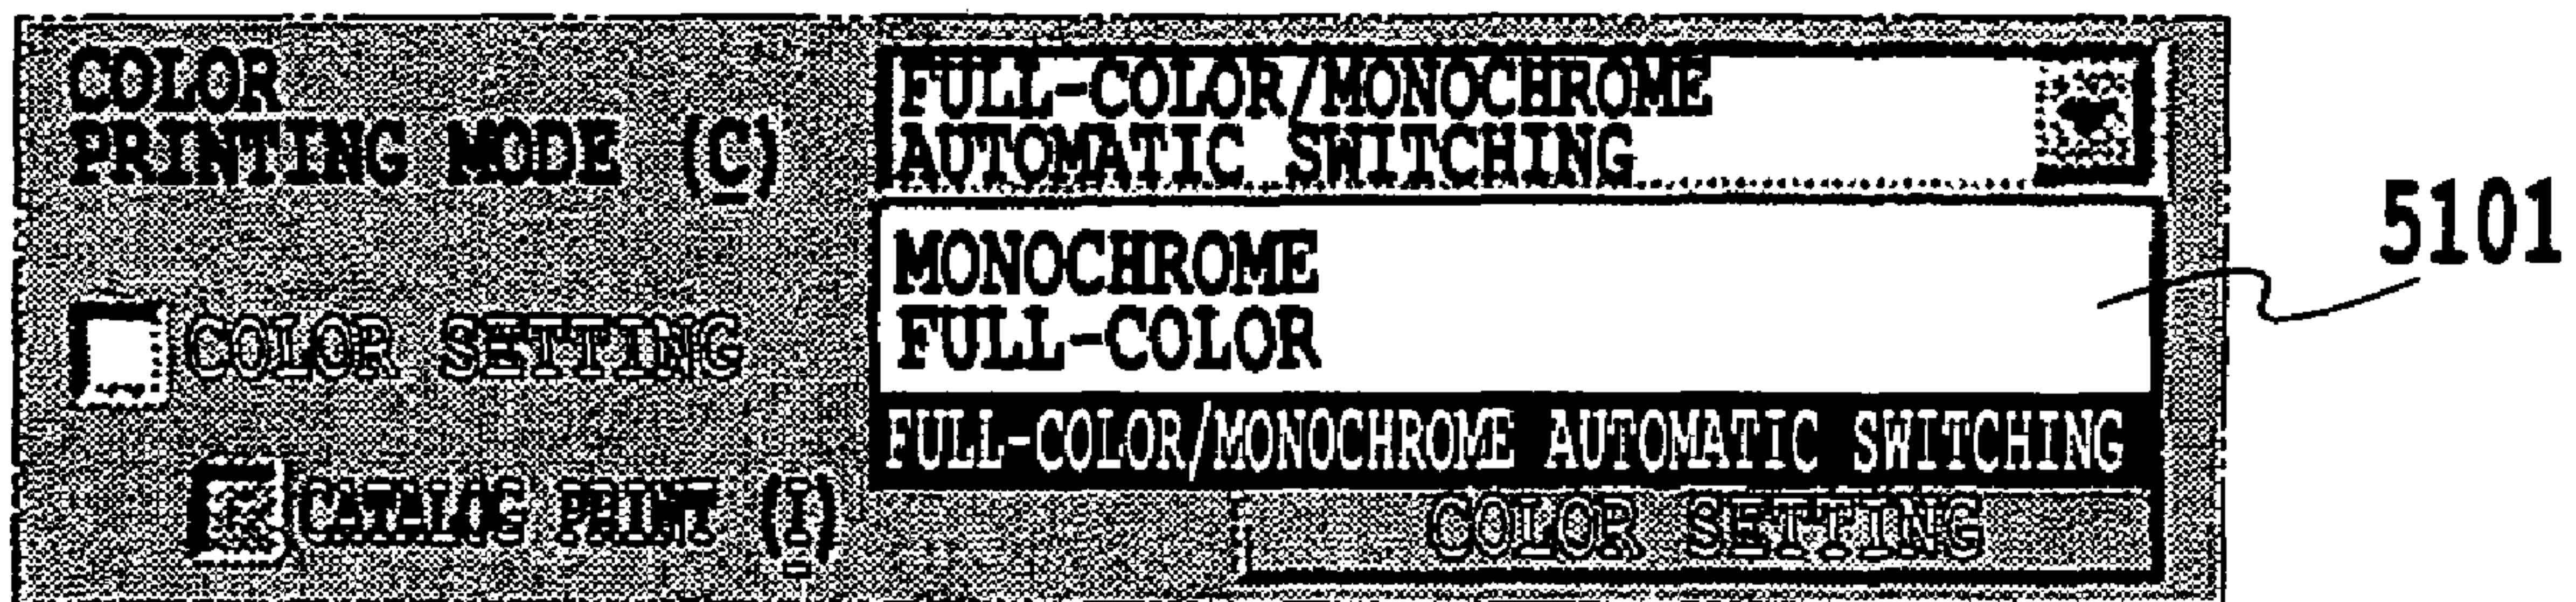 COLOR
PRINTING MODE (C)
FULL-COLOR/MONOCHROME
AUTOMATIC SWITCHING
MONOCHROME
FULL-COLOR
FULL-COLOR/MONOCHROME AUTOMATIC SWITCHING
COLOR SETTING
CATALOG PRINT (I)
COLOR SETTING
5101